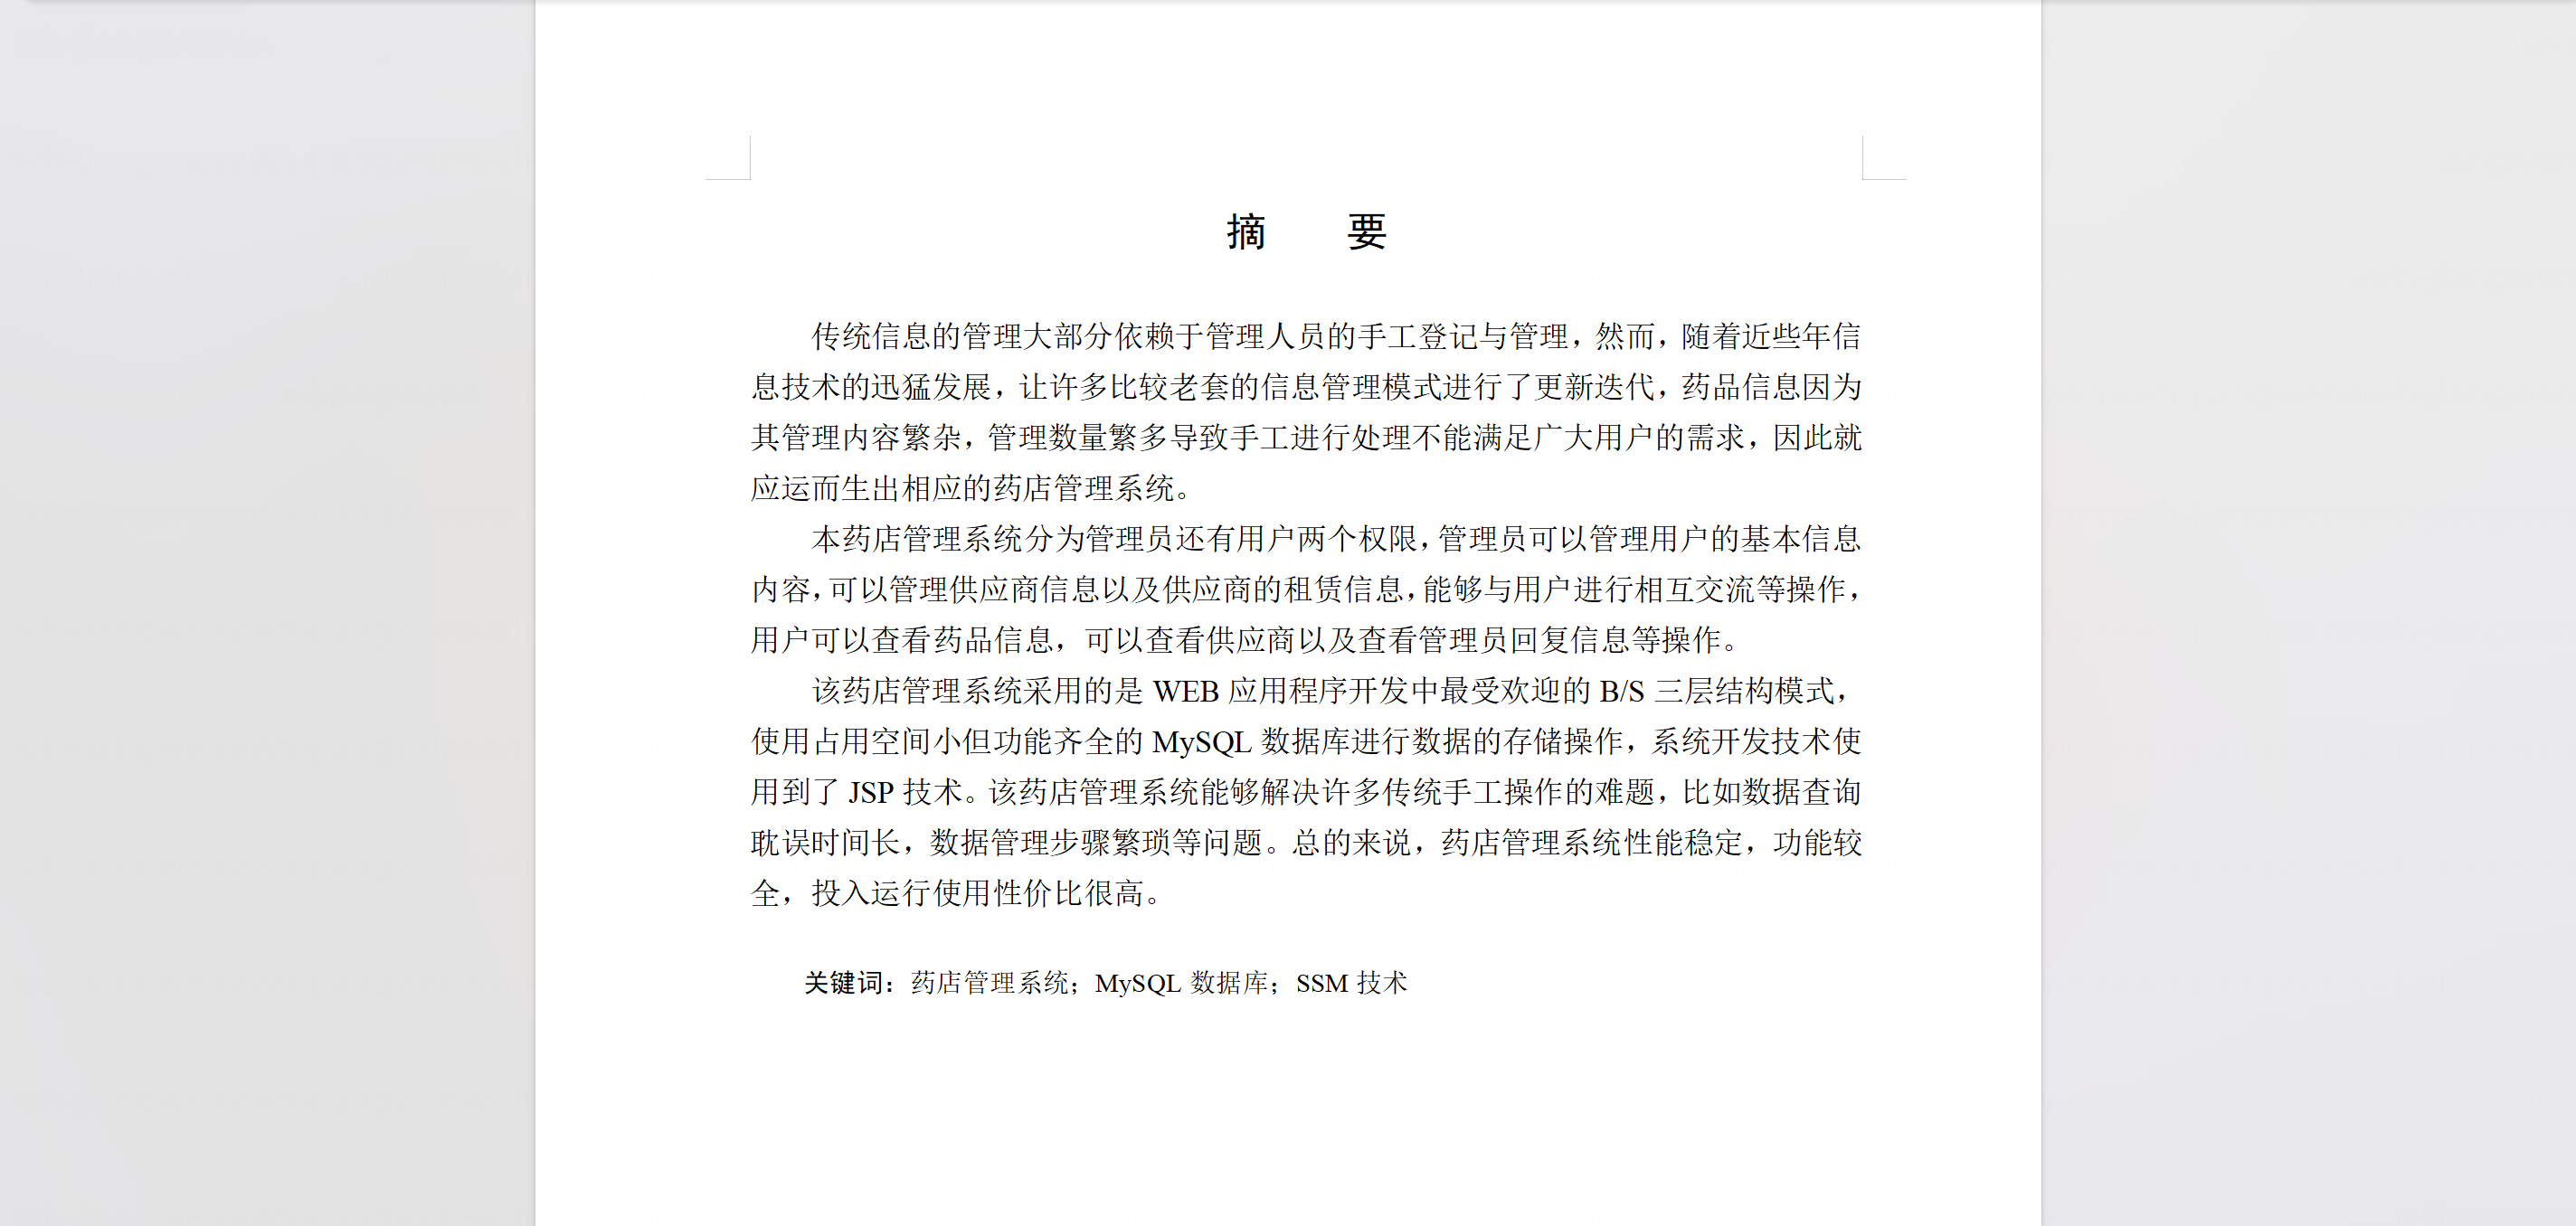 摘 要
传统信息的管理大部分依赖于管理人员的手工登记与管理，然而，随着近些年信
息技术的迅猛发展，让许多比较老套的信息管理模式进行了更新迭代，药品信息因为
其管理内容繁杂，管理数量繁多导致手工进行处理不能满足广大用户的需求，因此就
应运而生出相应的药店管理系统。
本药店管理系统分为管理员还有用户两个权限，管理员可以管理用户的基本信息
内容，可以管理供应商信息以及供应商的租赁信息，能够与用户进行相互交流等操作，
用户可以查看药品信息，可以查看供应商以及查看管理员回复信息等操作。
该药店管理系统采用的是 WEB 应用程序开发中最受欢迎的 B/S 三层结构模式，
使用占用空间小但功能齐全的 MySQL 数据库进行数据的存储操作，系统开发技术使
用到了 JSP 技术。该药店管理系统能够解决许多传统手工操作的难题，比如数据查询
耽误时间长，数据管理步骤繁琐等问题。总的来说，药店管理系统性能稳定，功能较
全，投入运行使用性价比很高。
关键词：药店管理系统；MySQL 数据库；SSM 技术